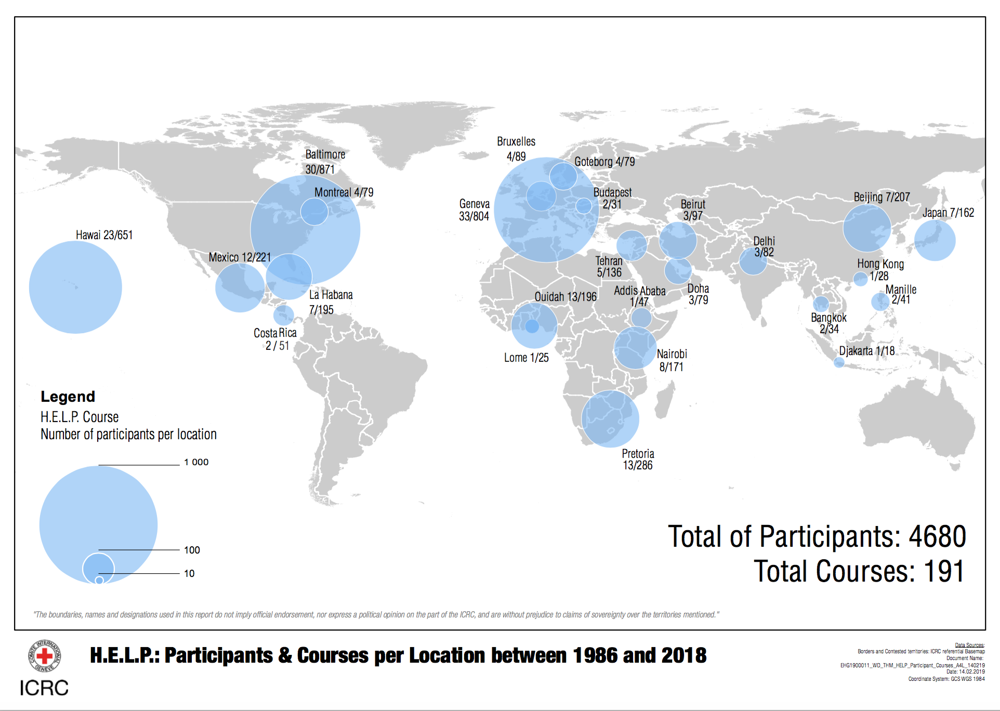 Bruxelles
4/89
Baltimore
30/871
Goteborg 4/79
Montreal 4/79
Budapest
2/31
Geneva
33/804
Beirut
3/97
Beijing 7/207
Japan 7/162
Hawai 23/651
Mexico 12/221
Delhi
3/82
Tehran
5/136
Hong Kong
1/28
La Habana
7/195
Ouidah 13/196
Addis Ababa
1/47
Doha
3/79
Manille
2/41
Bangkok
2/34
Costa Rica
2 / 51
Lome 1/25
Nairobi
8/171
Djakarta 1/18
Pretoria
13/286
Legend
H.E.L.P. Course
Number of participants per location
1 000
100
10
Total of Participants: 4680
Total Courses: 191
"The boundaries, names and designations used in this report do not imply official endorsement, nor express a political opinion on the part of the ICRC, and are without prejudice to claims of sovereignty over the territories mentioned."
COMITE INTERNATIONAL GENEVE
ICRC
H.E.L.P.: Participants & Courses per Location between 1986 and 2018
Data Sources:
Borders and Contested territories: ICRC referential Basemap
Document Name:
EHG1900011_WD_THM_HELP_Participant_Courses_A4L_140219
Date: 14.02.2019
Coordinate System: GCS WGS 1984